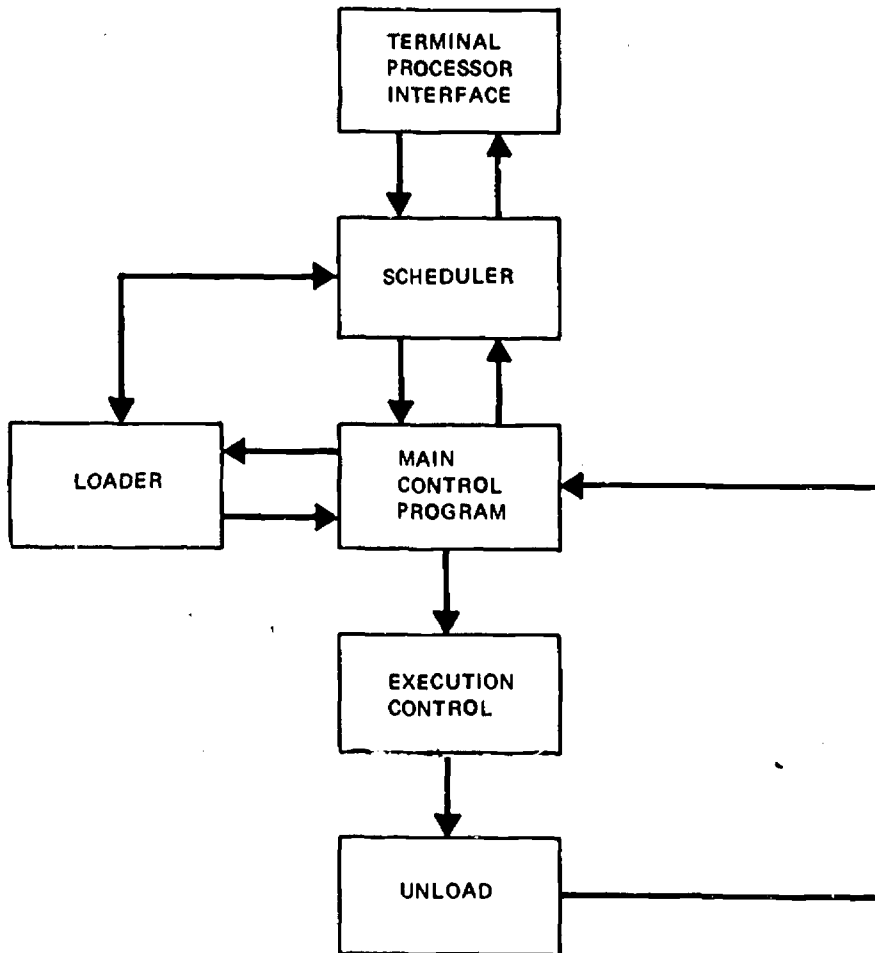 TERMINAL
PROCESSOR
INTERFACE
SCHEDULER
LOADER
MAIN
CONTROL
PROGRAM
EXECUTION
CONTROL
UNLOAD